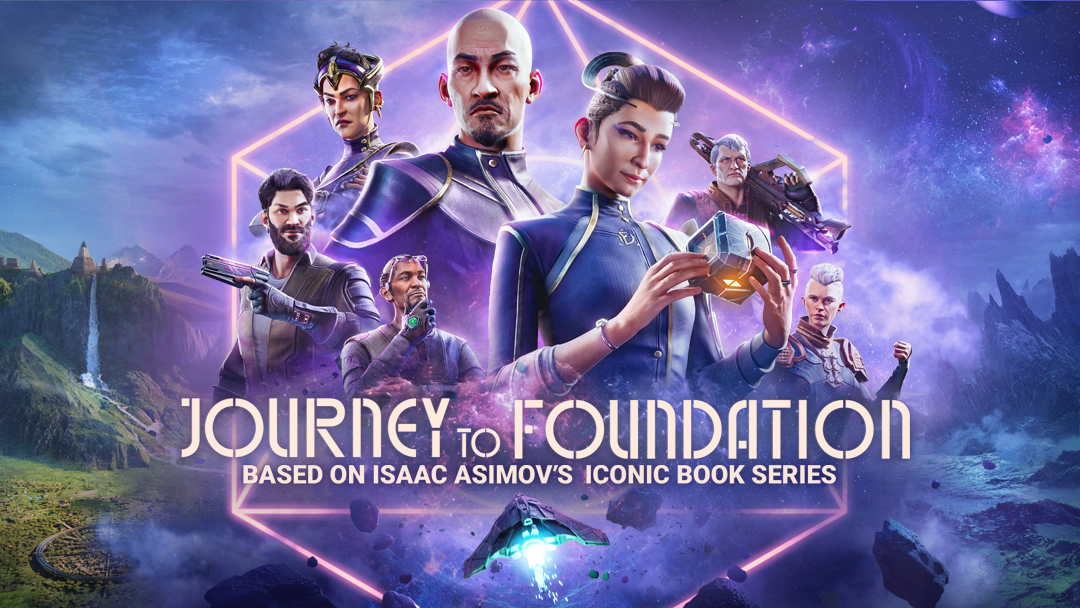 JOURNEY TO FOUNDATION
BASED ON ISAAC ASIMOV'S ICONIC BOOK SERIES